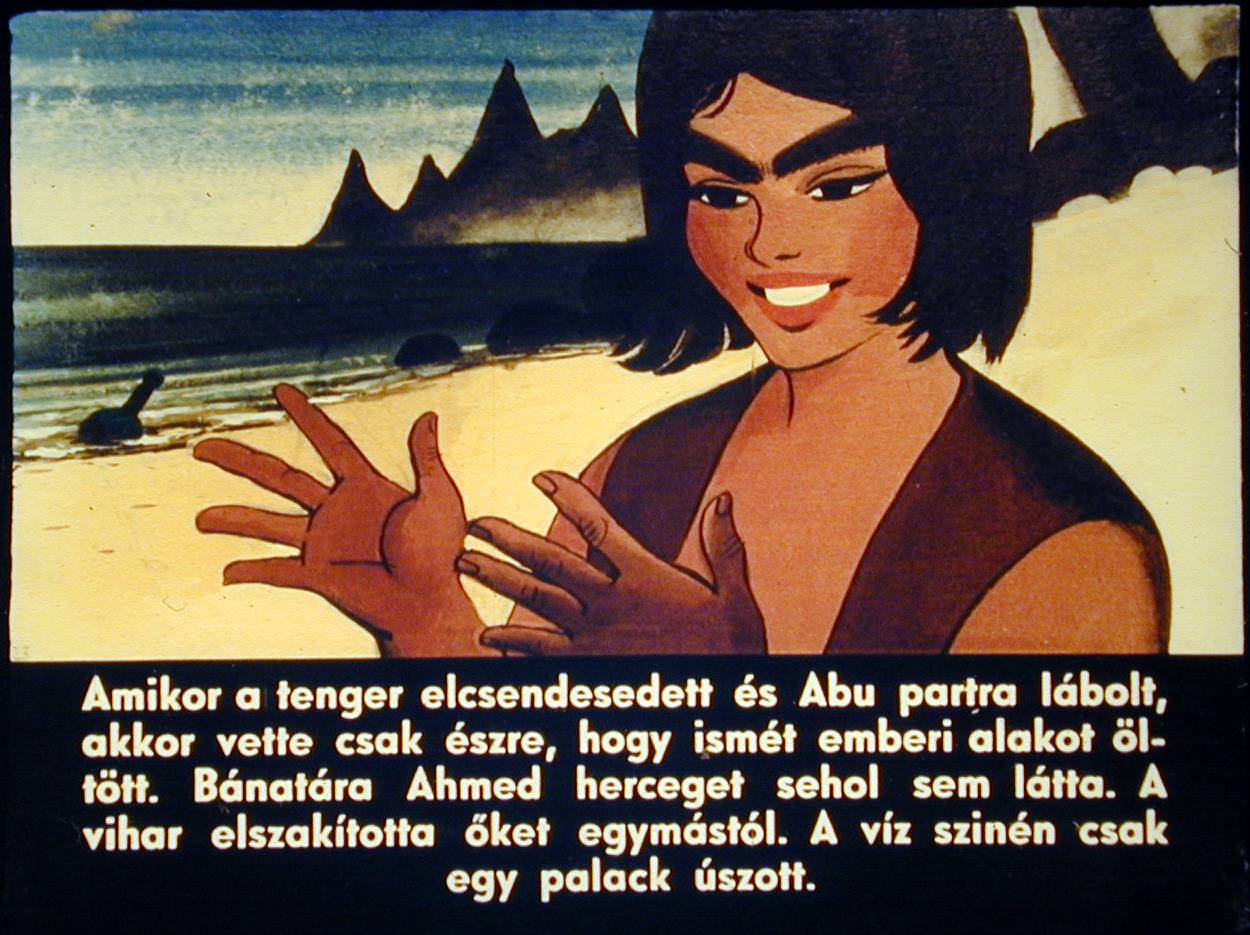 Amikor a tenger elcsendesedett és Abu partra lábolt,
akkor vette csak észre, hogy ismét emberi alakot öl-
tött. Bánatára Ahmed herceget sehol sem látta. A
vihar elszakította őket egymástól. A víz szinén csak
egy palack úszott.